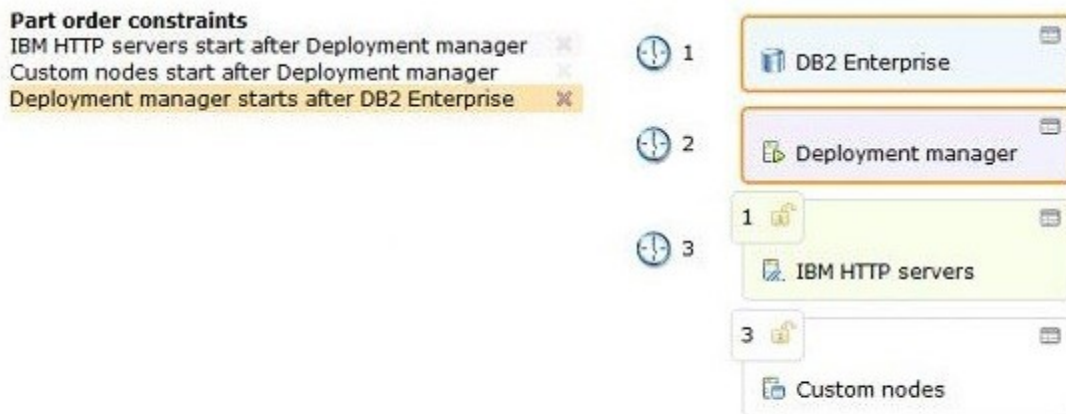 Part order constraints
IBM HTTP servers start after Deployment manager
Custom nodes start after Deployment manager
Deployment manager starts after DB2 Enterprise
1
DB2 Enterprise
2
Deployment manager
3
1
IBM HTTP servers
3
Custom nodes